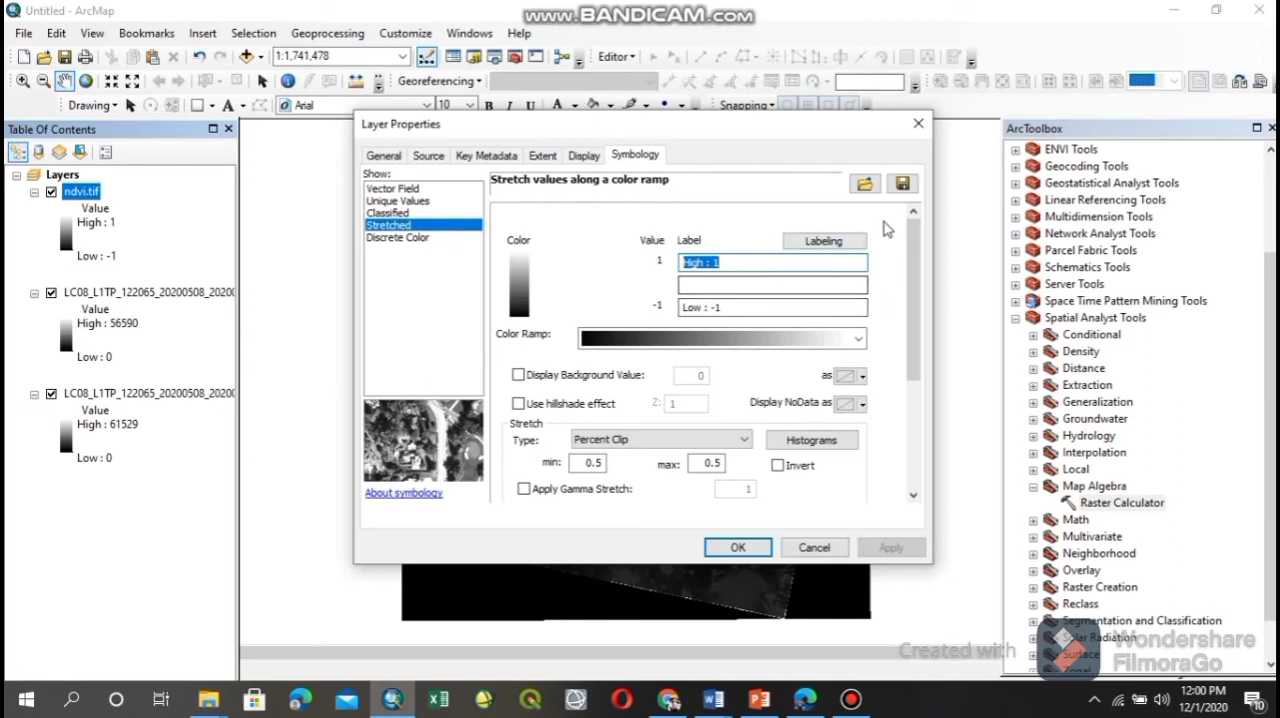 Untitled - ArcMap
www.BANDICAM.com
File Edit View Bookmarks Insert Selection Geoprocessing Customize Windows Help
1:1,741,478
Editor
Georeferencing
Drawing
Arial
10
B I U A
Snapping
Table Of Contents
Layers
ndvi.tif
Value
High : 1
Low : -1
LC08_L1TP_122065_20200508_2020
Value
High : 56590
Low : 0
LC08_L1TP_122065_20200508_2020
Value
High : 61529
Low : 0
Layer Properties
General Source Key Metadata Extent Display Symbology
Show:
Vector Field
Unique Values
Classified
Stretched
Discrete Color
About symbology
Stretch values along a color ramp
Color Value Label Labeling
1 High : 1
-1 Low : -1
Color Ramp:
Display Background Value: 0 as
Use hillshade effect Z: 1 Display NoData as
Stretch
Type: Percent Clip Histograms
min: 0.5 max: 0.5 Invert
Apply Gamma Stretch: 1
OK Cancel Apply
ArcToolbox
ENVI Tools
Geocoding Tools
Geostatistical Analyst Tools
Linear Referencing Tools
Multidimension Tools
Network Analyst Tools
Parcel Fabric Tools
Schematics Tools
Server Tools
Space Time Pattern Mining Tools
Spatial Analyst Tools
Conditional
Density
Distance
Extraction
Generalization
Groundwater
Hydrology
Interpolation
Local
Map Algebra
Raster Calculator
Math
Multivariate
Neighborhood
Overlay
Raster Creation
Reclass
Segmentation and Classification
Solar Radiation
Surface
Zonal
Created with
Wondershare
FilmoraGo
12:00 PM
12/1/2020
10